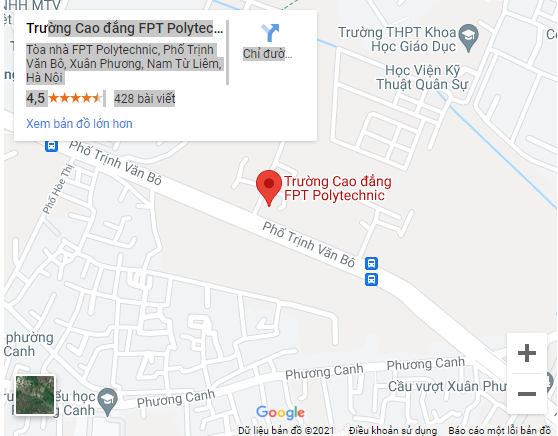 NHH MTV
Trường Cao đẳng FPT Polytec...
Tòa nhà FPT Polytechnic, Phố Trịnh
Văn Bô, Xuân Phương, Nam Từ Liêm,
Hà Nội
Chỉ đườ...
4,5
428 bài viết
Xem bản đồ lớn hơn
Trường THPT Khoa
Học Giáo Dục
Học Viện Kỹ
Thuật Quân Sự
Phố Trịnh Văn Bô
Phố Hòe Thị
Trường Cao đẳng
FPT Polytechnic
Phố Trịnh Văn Bô
phường
Canh
Phương Canh
Phương Canh
Cầu vượt Xuân Phư
iểu học
Phương Canh
Google
Dữ liệu bản đồ ©2021
Điều khoản sử dụng
Báo cáo một lỗi bản đồ